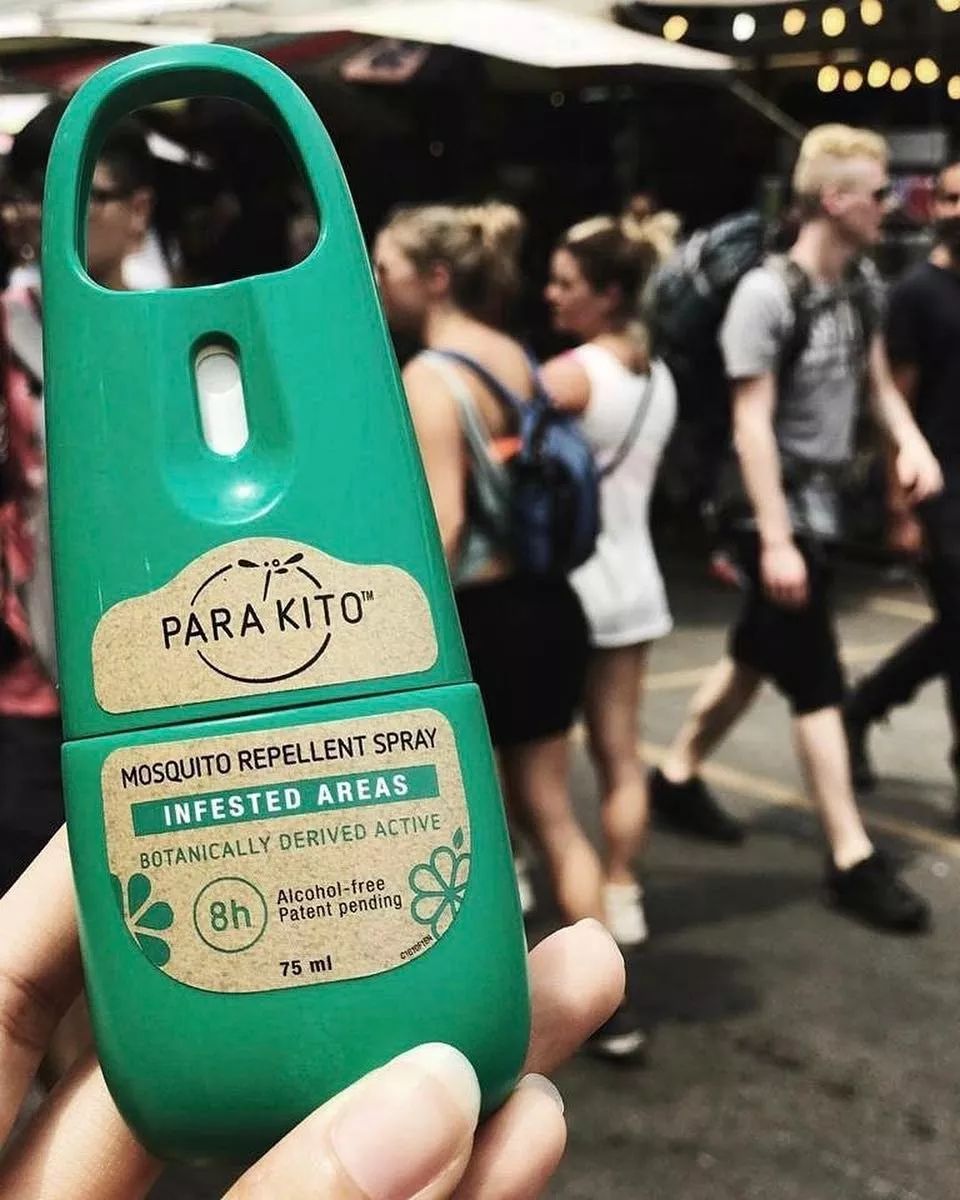 PARA KITO™
MOSQUITO REPELLENT SPRAY
INFESTED AREAS
BOTANICALLY DERIVED ACTIVE
8h
Alcohol-free
Patent pending
75 ml